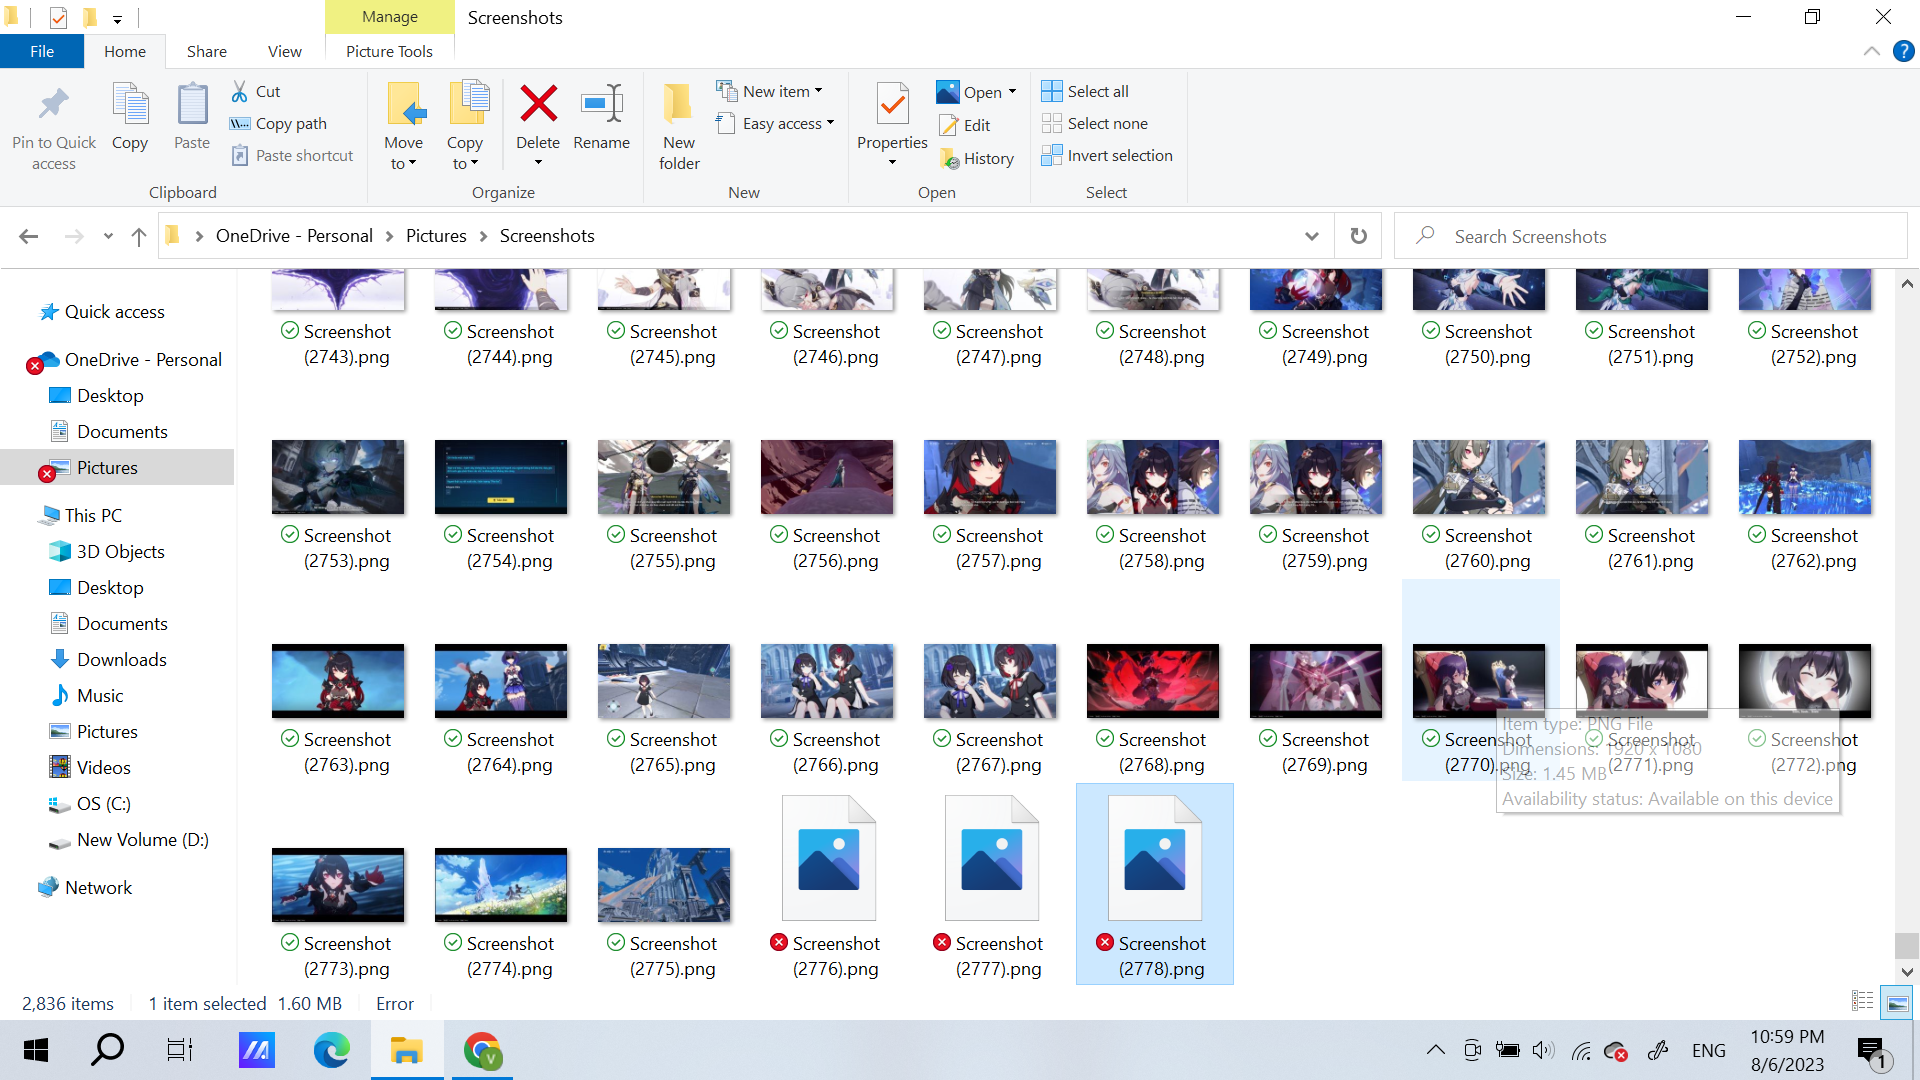 Manage
Screenshots
File
Home
Share
View
Picture Tools
Pin to Quick access
Copy
Paste
Cut
Copy path
Paste shortcut
Clipboard
Move to
Copy to
Delete
Rename
Organize
New folder
New item
Easy access
New
Properties
Open
Edit
History
Open
Select all
Select none
Invert selection
Select
OneDrive - Personal
Pictures
Screenshots
Search Screenshots
Quick access
OneDrive - Personal
Desktop
Documents
Pictures
This PC
3D Objects
Desktop
Documents
Downloads
Music
Pictures
Videos
OS (C:)
New Volume (D:)
Network
Screenshot (2743).png
Screenshot (2744).png
Screenshot (2745).png
Screenshot (2746).png
Screenshot (2747).png
Screenshot (2748).png
Screenshot (2749).png
Screenshot (2750).png
Screenshot (2751).png
Screenshot (2752).png
Screenshot (2753).png
Screenshot (2754).png
Screenshot (2755).png
Screenshot (2756).png
Screenshot (2757).png
Screenshot (2758).png
Screenshot (2759).png
Screenshot (2760).png
Screenshot (2761).png
Screenshot (2762).png
Screenshot (2763).png
Screenshot (2764).png
Screenshot (2765).png
Screenshot (2766).png
Screenshot (2767).png
Screenshot (2768).png
Screenshot (2769).png
Screenshot (2770).png
Screenshot (2771).png
Screenshot (2772).png
Item type: PNG File
Dimensions: 1920 x 1080
Size: 1.45 MB
Availability status: Available on this device
Screenshot (2773).png
Screenshot (2774).png
Screenshot (2775).png
Screenshot (2776).png
Screenshot (2777).png
Screenshot (2778).png
2,836 items
1 item selected 1.60 MB
Error
V
ENG
10:59 PM
8/6/2023
1